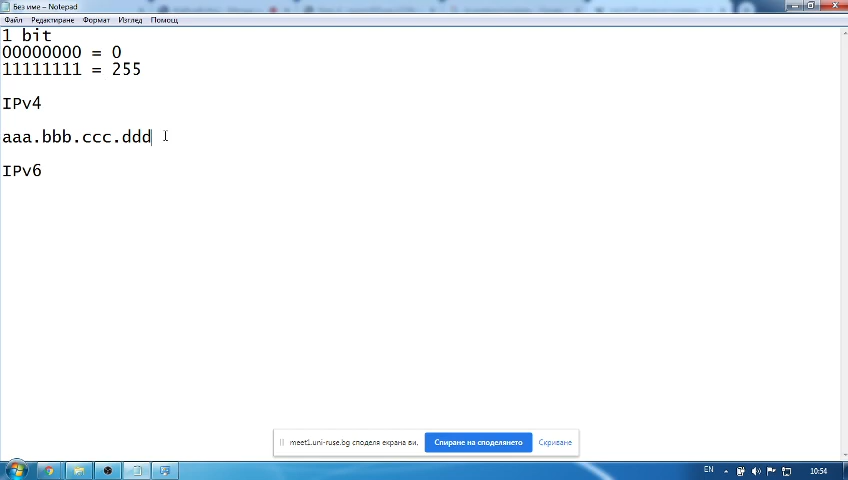 Без име – Notepad
Файл Редактиране Формат Изглед Помощ
1 bit
00000000 = 0
11111111 = 255
IPv4
aaa.bbb.ccc.ddd
IPv6
meet1.uni-ruse.bg споделя екрана ви.
Спиране на споделянето
Скриване
EN
10:54